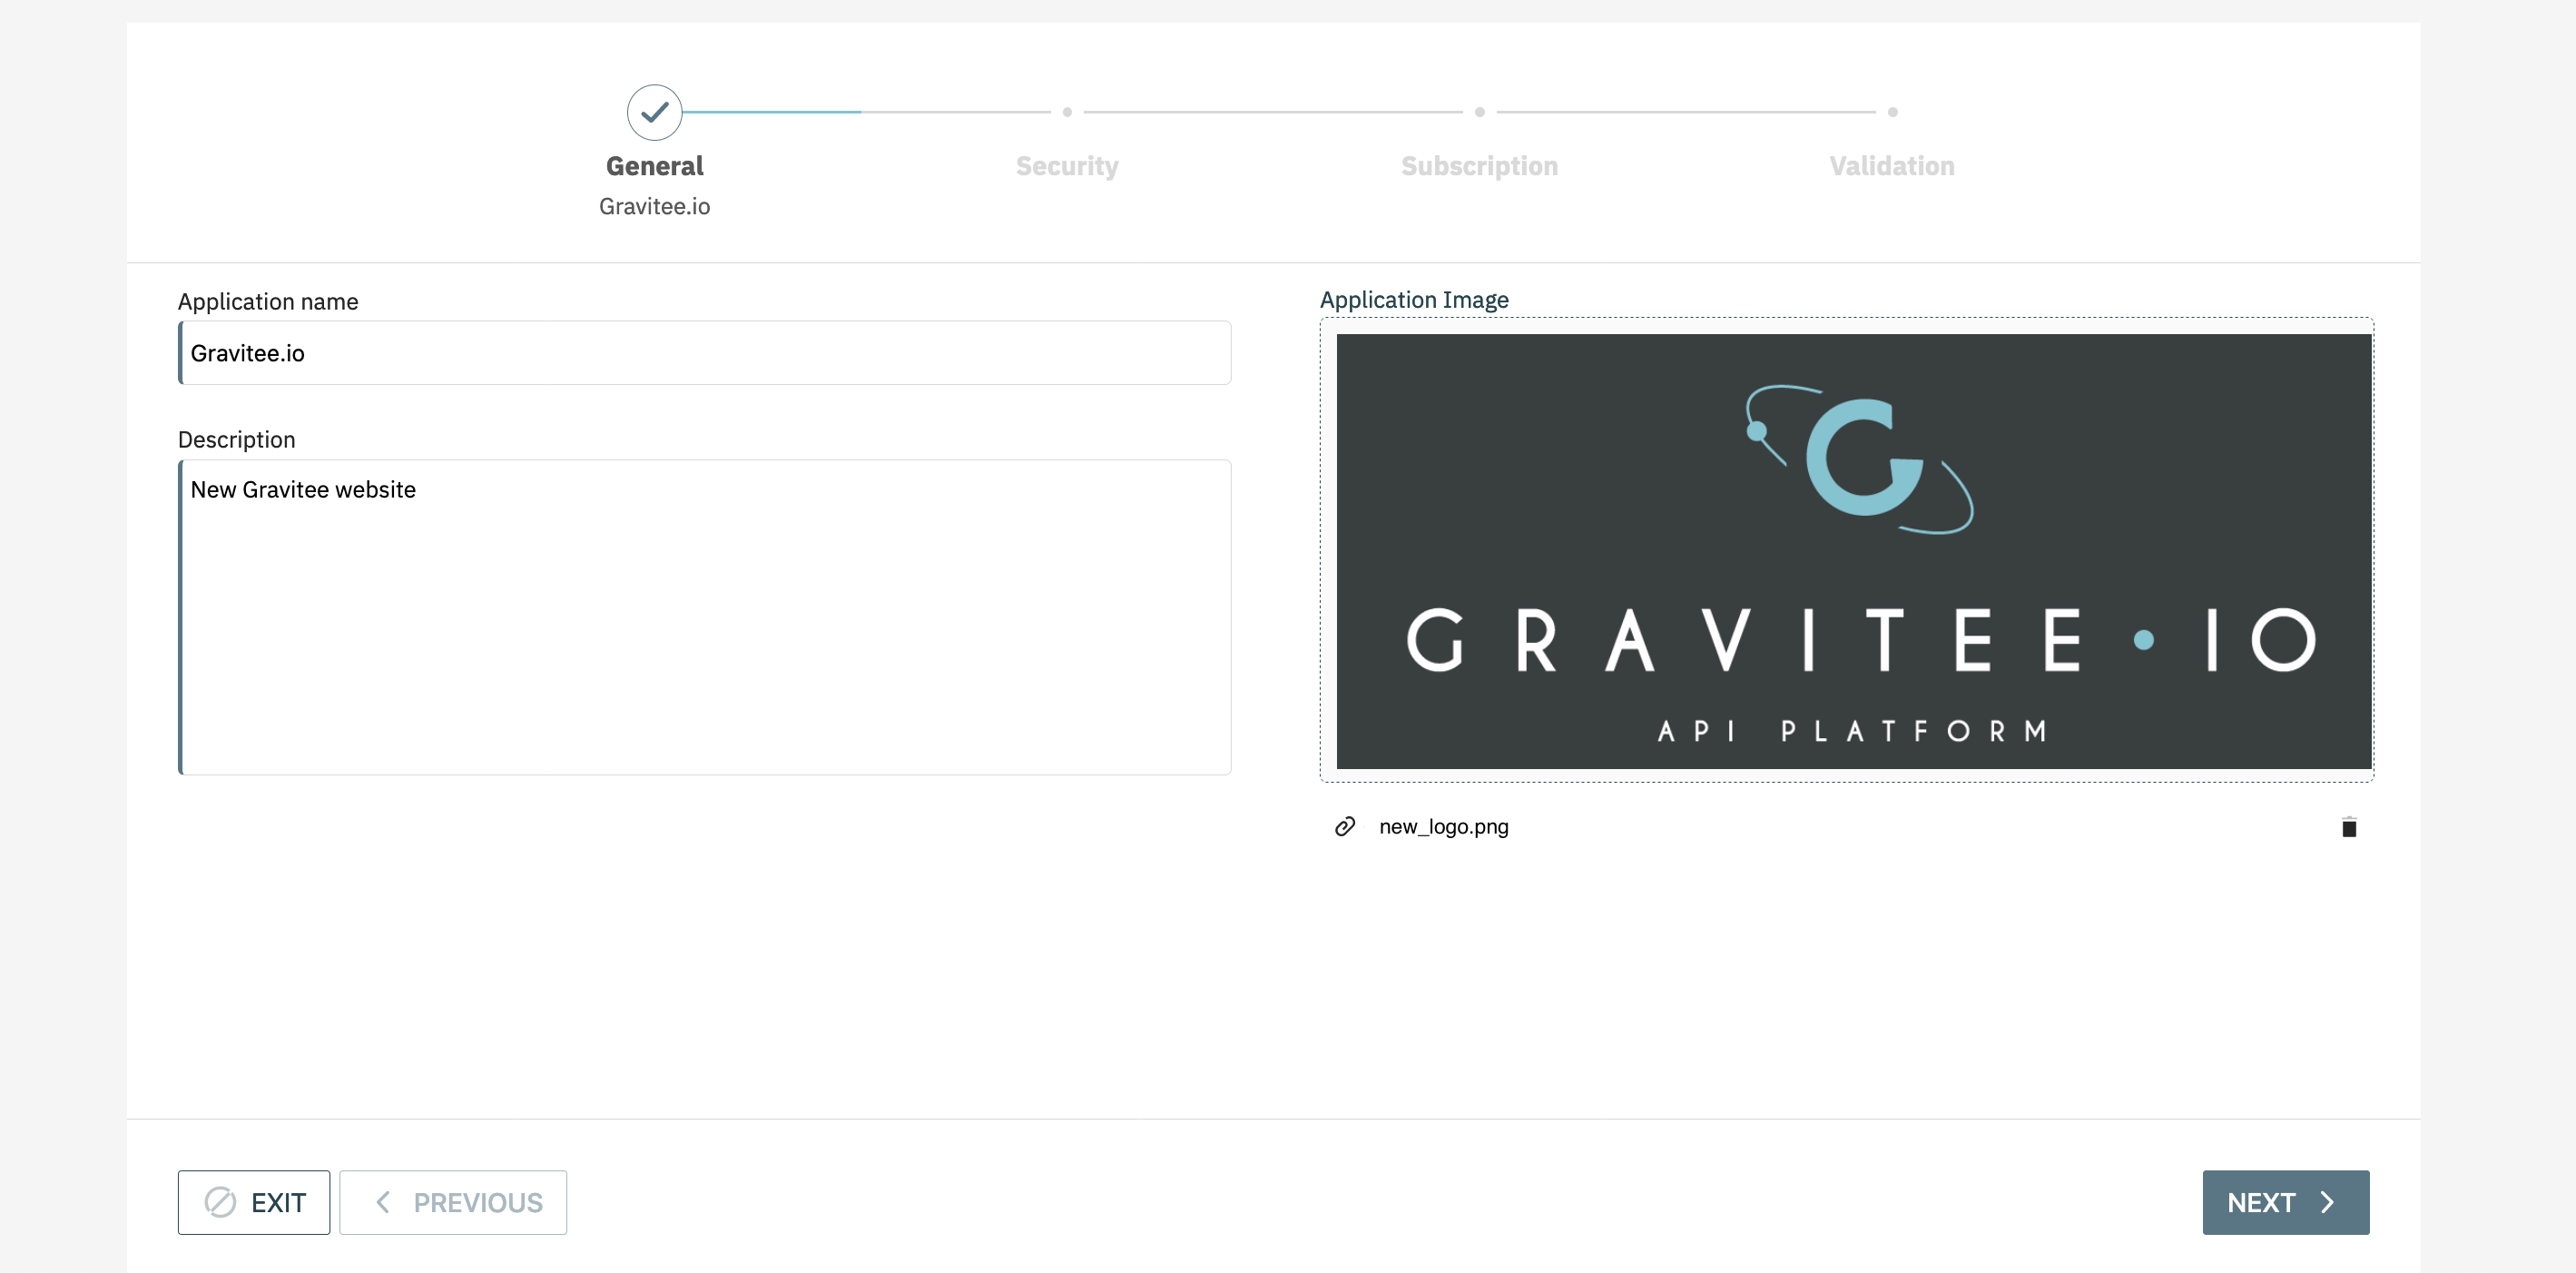 General
Security
Subscription
Validation
Gravitee.io
Application name
Gravitee.io
Description
New Gravitee website
Application Image
G
GRAVITEE • IO
API PLATFORM
new_logo.png
EXIT
PREVIOUS
NEXT